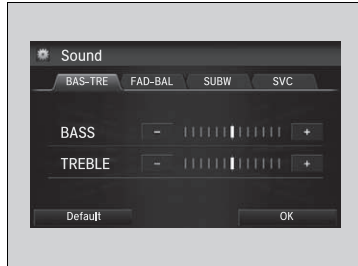 Sound
BAS-TRE FAD-BAL SUBW SVC
BASS - +
TREBLE - +
Default OK